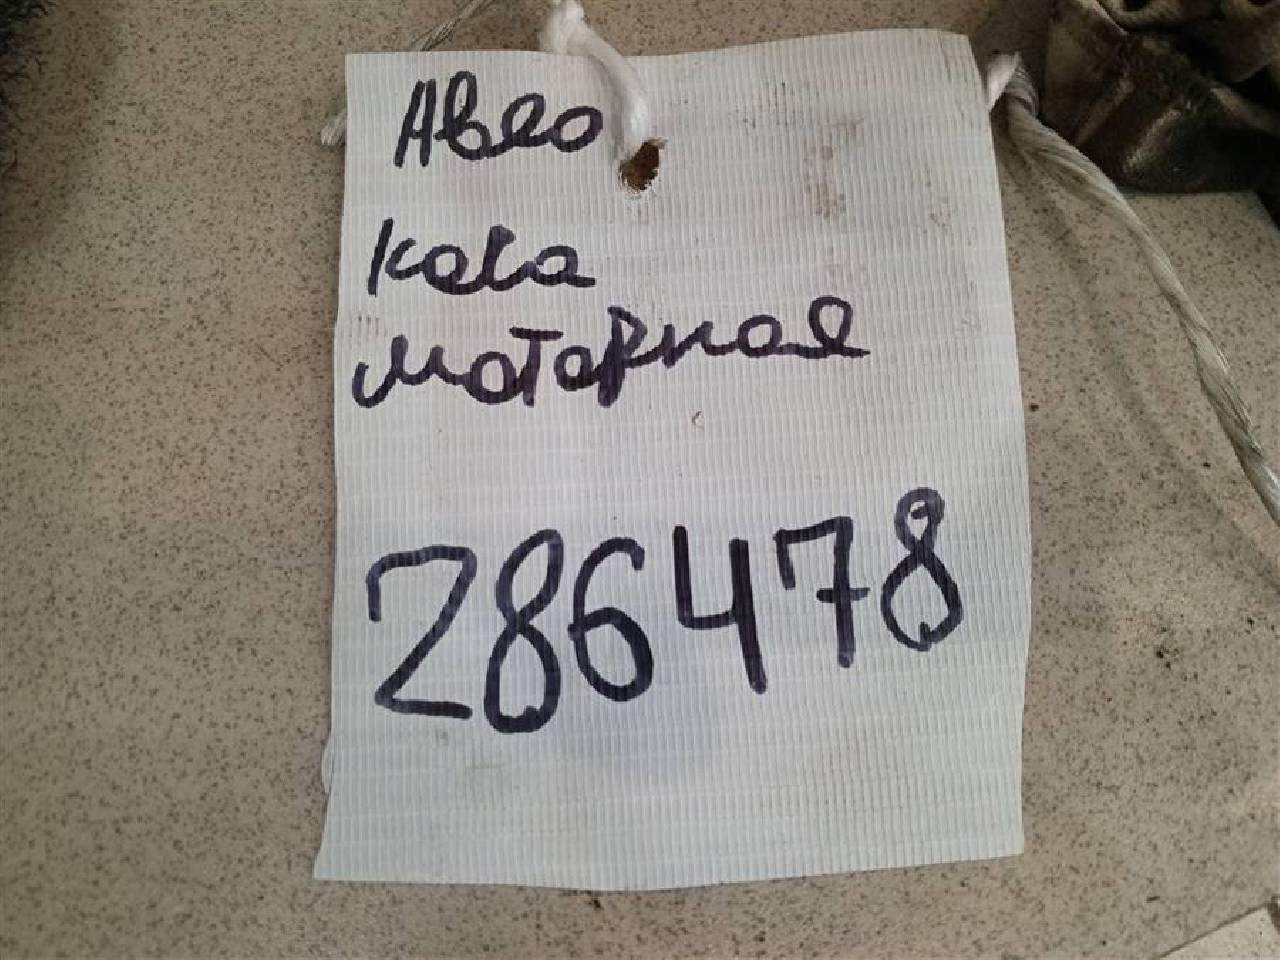 Авео
Коса
моторная
286478